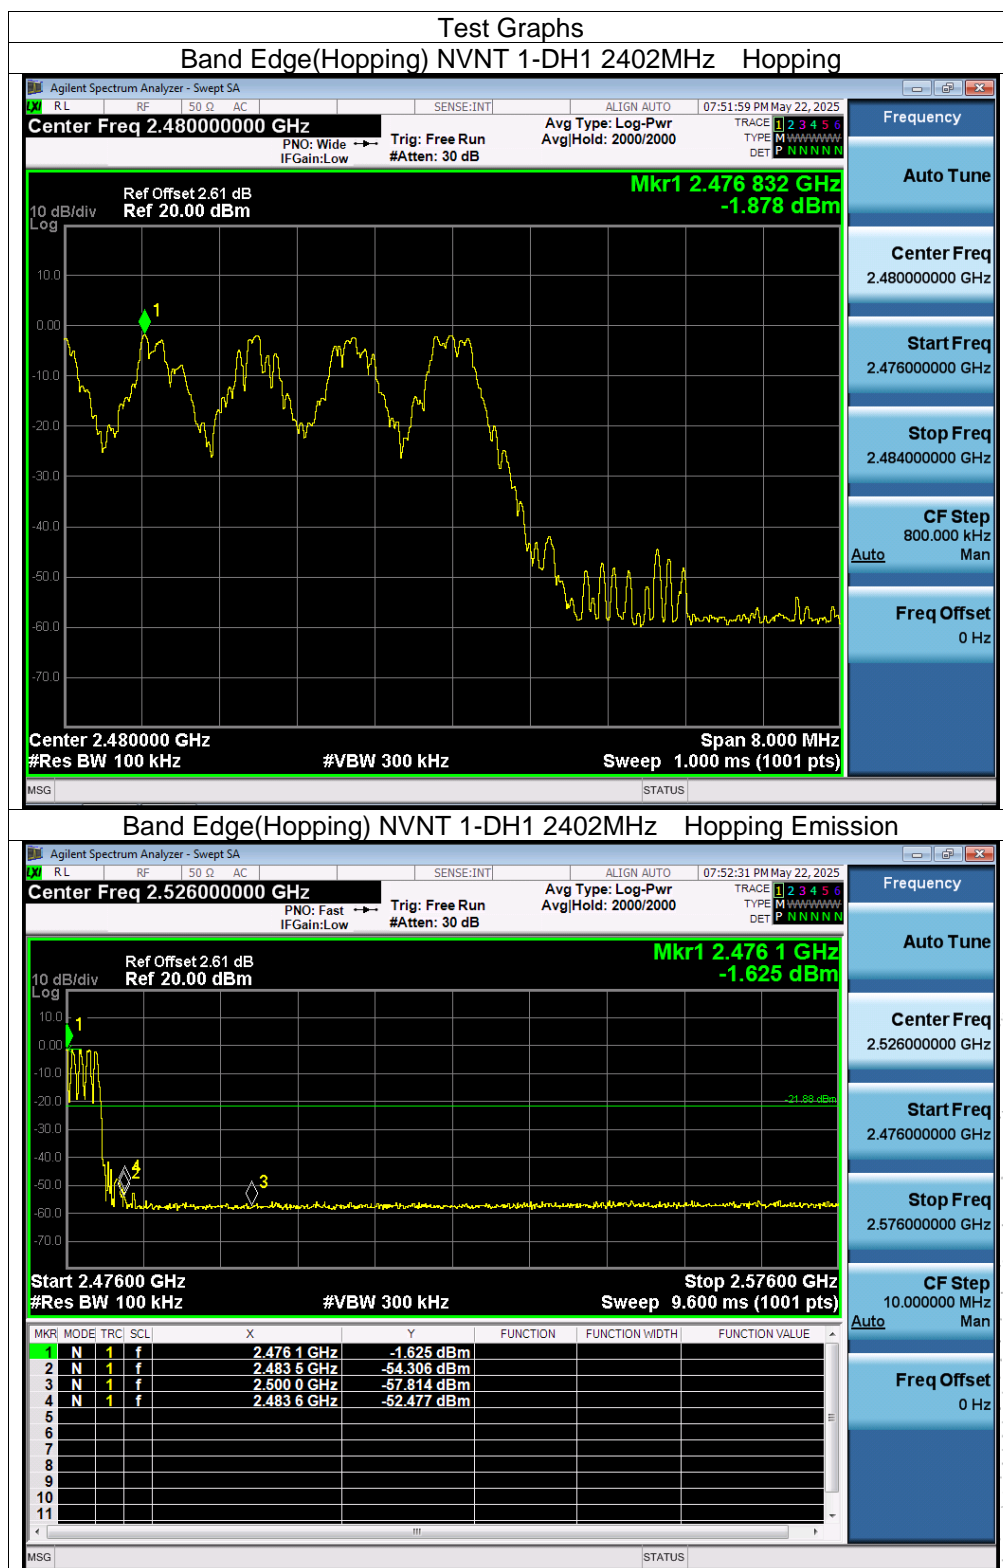 Test Graphs
Band Edge(Hopping) NVNT 1-DH1 2402MHz Hopping
Agilent Spectrum Analyzer - Swept SA
LXI RL RF 50 Ω AC SENSE:INT ALIGN AUTO 07:51:59 PM May 22, 2025
Center Freq 2.480000000 GHz
PNO: Wide
IFGain:Low
Trig: Free Run
#Atten: 30 dB
Avg Type: Log-Pwr
Avg|Hold: 2000/2000
TRACE 1 2 3 4 5 6
TYPE M WWWWW
DET P N N N N N
Frequency
Auto Tune
Center Freq
2.480000000 GHz
Start Freq
2.476000000 GHz
Stop Freq
2.484000000 GHz
CF Step
800.000 kHz
Auto Man
Freq Offset
0 Hz
Mkr1 2.476 832 GHz
-1.878 dBm
Ref Offset 2.61 dB
10 dB/div Ref 20.00 dBm
Log
10.0
1
0.00
-10.0
-20.0
-30.0
-40.0
-50.0
-60.0
-70.0
Center 2.480000 GHz Span 8.000 MHz
#Res BW 100 kHz #VBW 300 kHz Sweep 1.000 ms (1001 pts)
MSG STATUS
Band Edge(Hopping) NVNT 1-DH1 2402MHz Hopping Emission
Agilent Spectrum Analyzer - Swept SA
LXI RL RF 50 Ω AC SENSE:INT ALIGN AUTO 07:52:31 PM May 22, 2025
Center Freq 2.526000000 GHz
PNO: Fast
IFGain:Low
Trig: Free Run
#Atten: 30 dB
Avg Type: Log-Pwr
Avg|Hold: 2000/2000
TRACE 1 2 3 4 5 6
TYPE M WWWWW
DET P N N N N N
Frequency
Auto Tune
Center Freq
2.526000000 GHz
Start Freq
2.476000000 GHz
Stop Freq
2.576000000 GHz
CF Step
10.000000 MHz
Auto Man
Freq Offset
0 Hz
Mkr1 2.476 1 GHz
-1.625 dBm
Ref Offset 2.61 dB
10 dB/div Ref 20.00 dBm
Log
10.0
1
0.00
-10.0
-20.0
-21.88 dBm
-30.0
-40.0
4
2
3
-50.0
-60.0
-70.0
Start 2.47600 GHz Stop 2.57600 GHz
#Res BW 100 kHz #VBW 300 kHz Sweep 9.600 ms (1001 pts)
MKR MODE TRC SCL X Y FUNCTION FUNCTION WIDTH FUNCTION VALUE
1 N 1 f 2.476 1 GHz -1.625 dBm
2 N 1 f 2.483 5 GHz -54.306 dBm
3 N 1 f 2.500 0 GHz -57.814 dBm
4 N 1 f 2.483 6 GHz -52.477 dBm
5
6
7
8
9
10
11
MSG STATUS